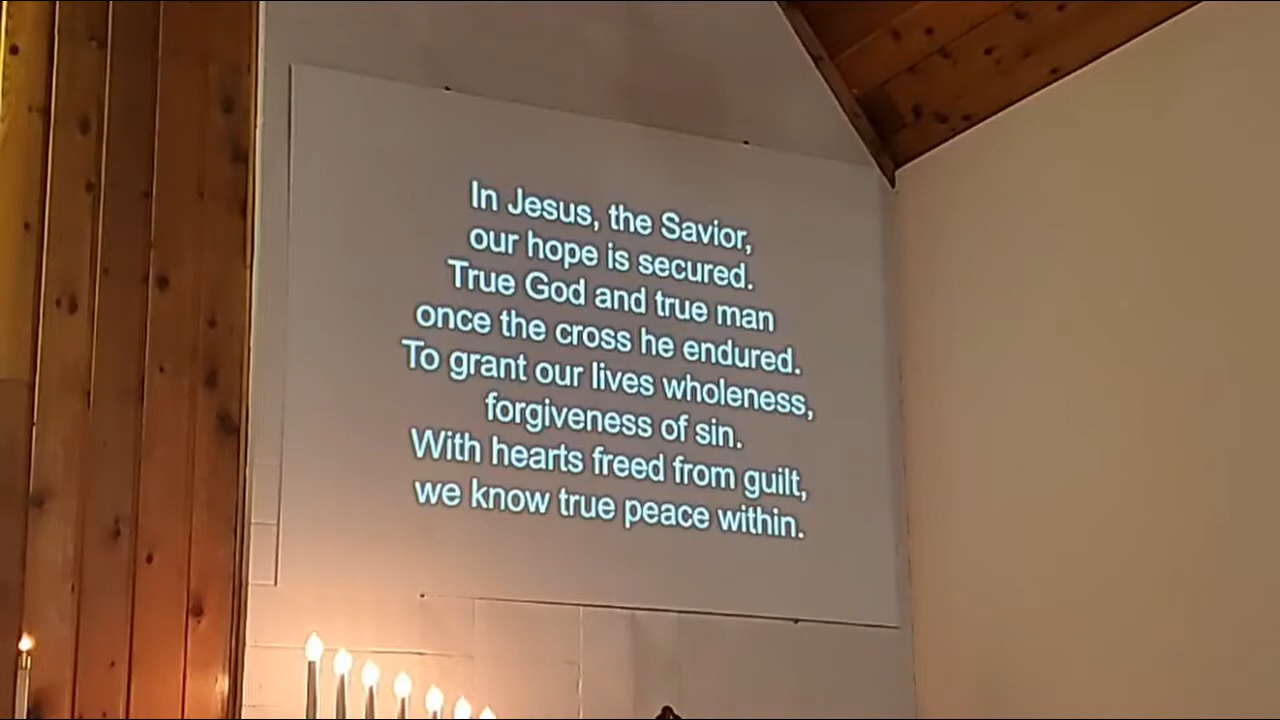 In Jesus, the Savior,
our hope is secured.
True God and true man
once the cross he endured.
To grant our lives wholeness,
forgiveness of sin.
With hearts freed from guilt,
we know true peace within.